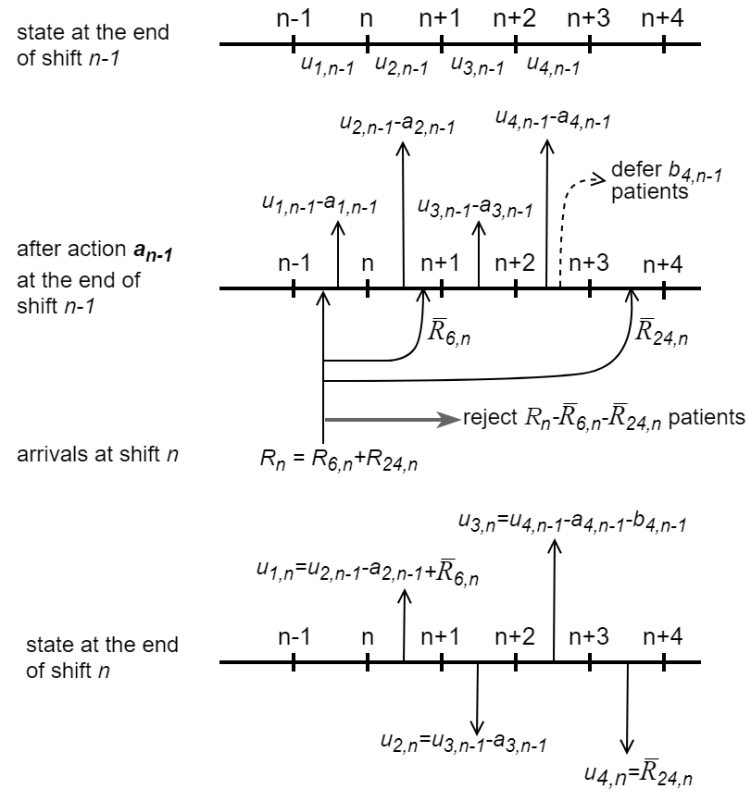 n-1 n n+1 n+2 n+3 n+4
state at the end
of shift n-1
u1,n-1 u2,n-1 u3,n-1 u4,n-1
u2,n-1-a2,n-1
u4,n-1-a4,n-1
defer b4,n-1
patients
u1,n-1-a1,n-1
u3,n-1-a3,n-1
after action an-1
at the end of
shift n-1
n-1 n n+1 n+2 n+3 n+4
R̅6,n
R̅24,n
reject Rn-R̅6,n-R̅24,n patients
arrivals at shift n
Rn = R6,n+R24,n
u3,n=u4,n-1-a4,n-1-b4,n-1
u1,n=u2,n-1-a2,n-1+R̅6,n
n-1 n n+1 n+2 n+3 n+4
state at the end
of shift n
u2,n=u3,n-1-a3,n-1
u4,n=R̅24,n